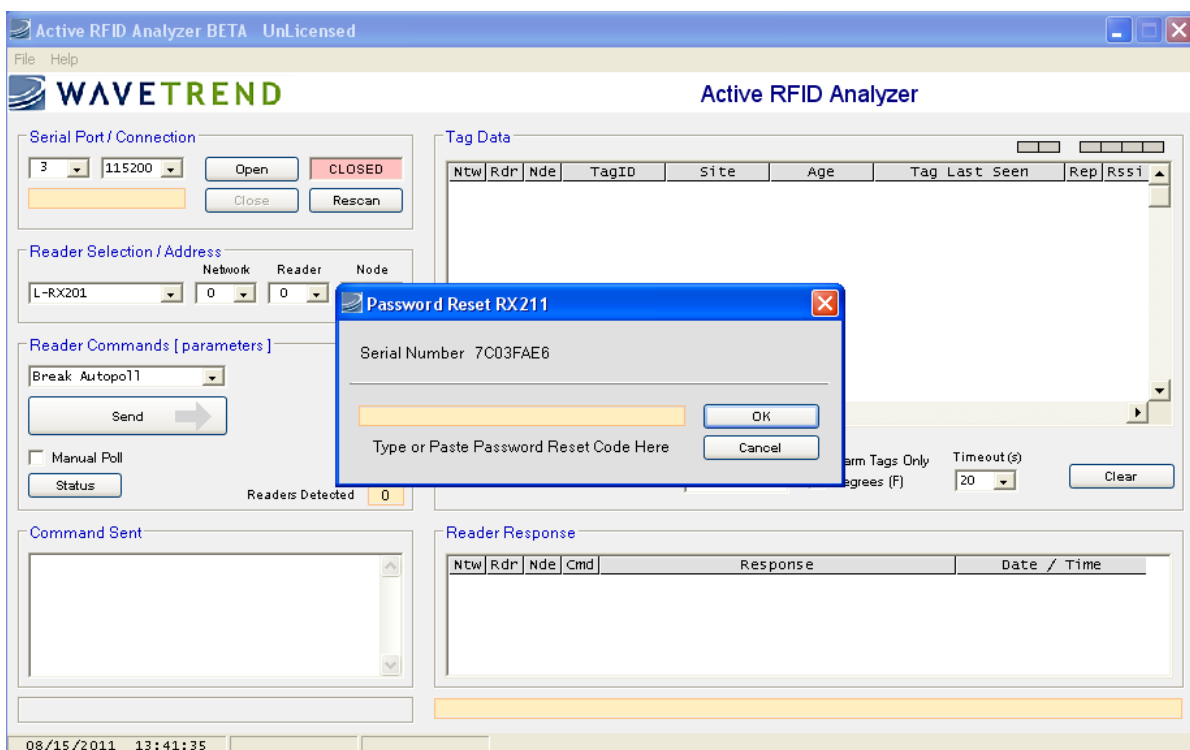 Active RFID Analyzer BETA UnLicensed
File Help
WAVETREND
Active RFID Analyzer
Serial Port / Connection
3 115200 Open CLOSED
Close Rescan
Tag Data
Ntw Rdr Nde TagID Site Age Tag Last Seen Rep Rssi
Reader Selection / Address
Network Reader Node
L-RX201 0 0
Password Reset RX211
Serial Number 7C03FAE6
OK
Type or Paste Password Reset Code Here
Cancel
Reader Commands [ parameters ]
Break Autopoll
Send
Manual Poll
Status
Readers Detected 0
Tags Only
(F)
Timeout (s)
20
Clear
Command Sent
Reader Response
Ntw Rdr Nde Cmd Response Date / Time
08/15/2011 13:41:35